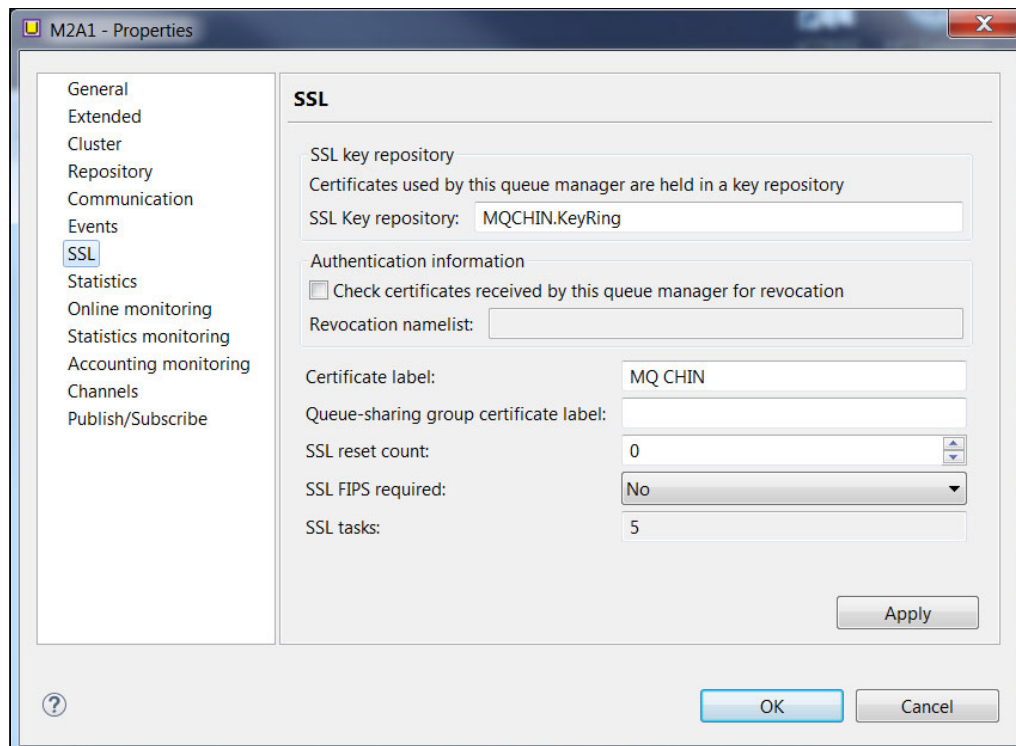 M2A1 - Properties
General
Extended
Cluster
Repository
Communication
Events
SSL
Statistics
Online monitoring
Statistics monitoring
Accounting monitoring
Channels
Publish/Subscribe
SSL
SSL key repository
Certificates used by this queue manager are held in a key repository
SSL Key repository: MQCHIN.KeyRing
Authentication information
Check certificates received by this queue manager for revocation
Revocation namelist:
Certificate label: MQ CHIN
Queue-sharing group certificate label:
SSL reset count: 0
SSL FIPS required: No
SSL tasks: 5
Apply
?
OK Cancel